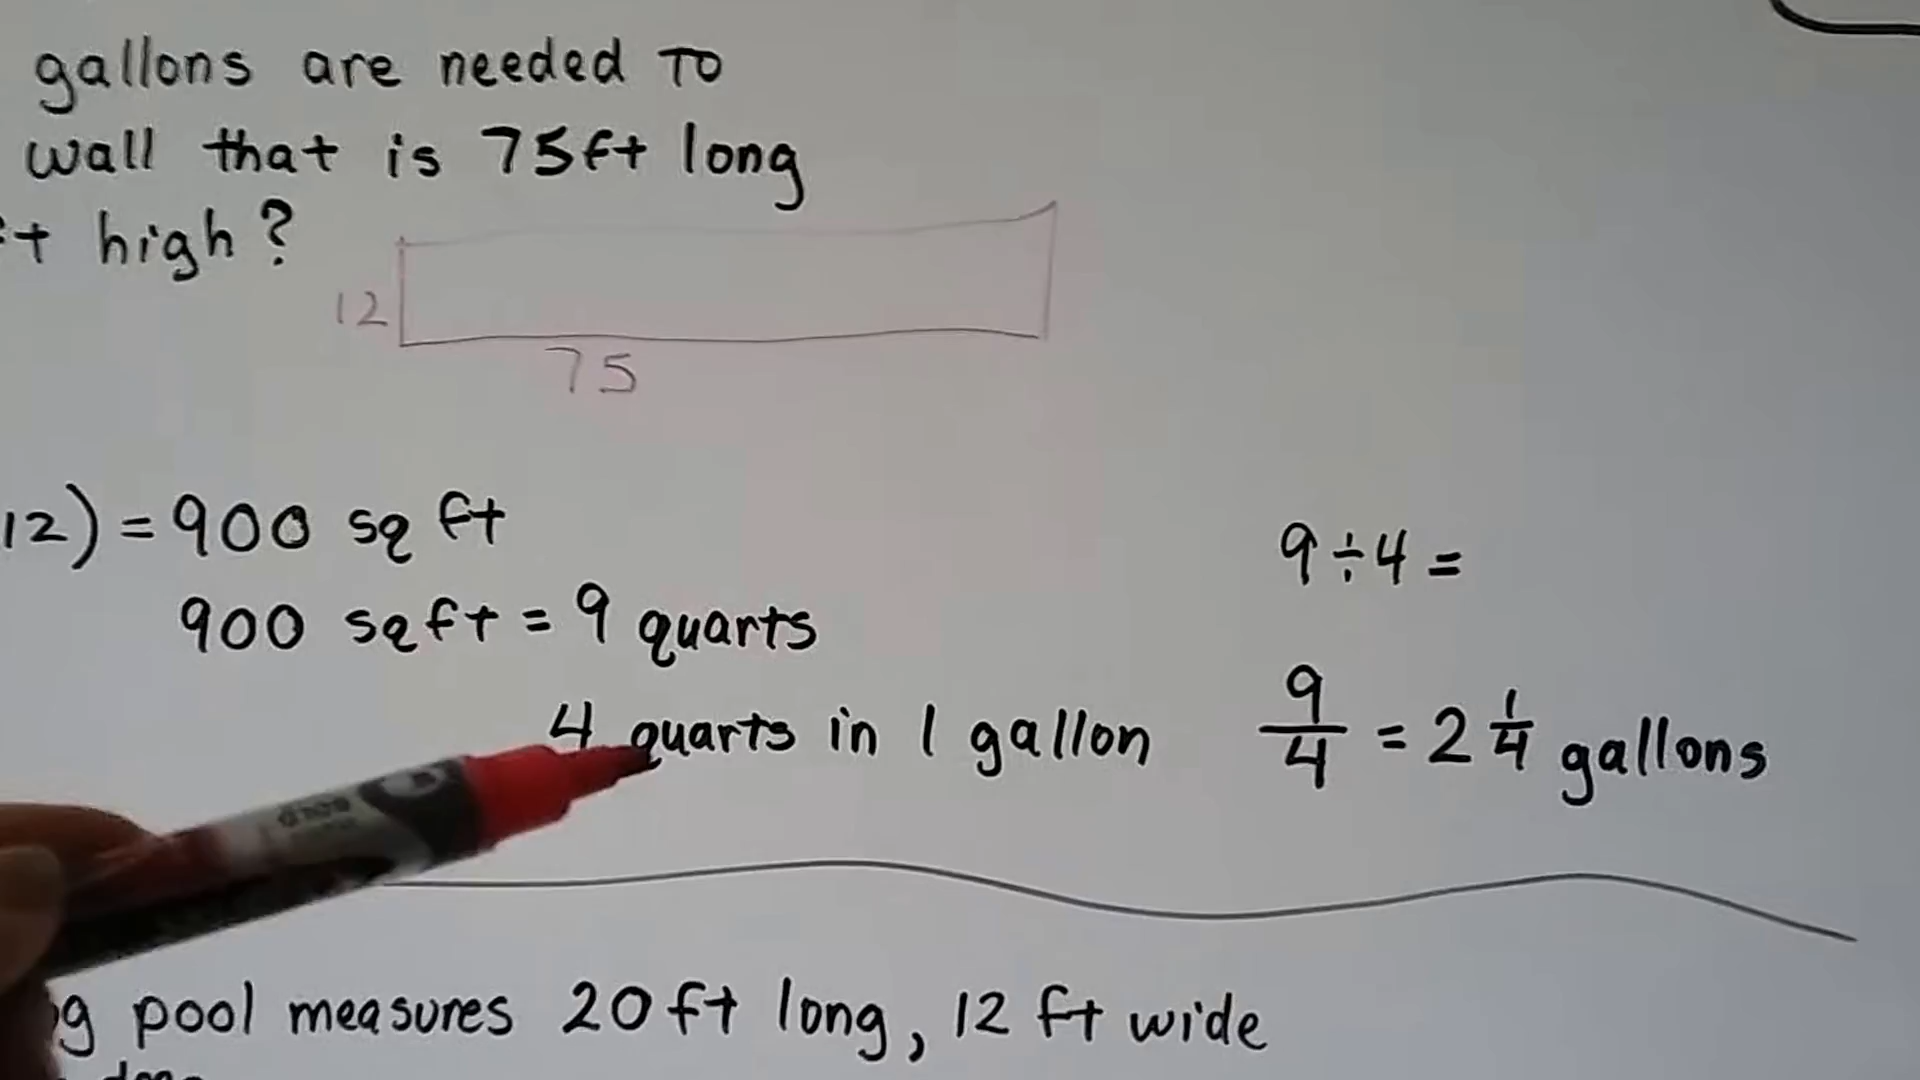 gallons are needed To
wall that is 75ft long
ft high?
12
75
12) = 900 sq ft
900 sq ft = 9 quarts
4 quarts in 1 gallon
9÷4=
9/4 = 2 1/4 gallons
g pool measures 20ft long, 12 ft wide